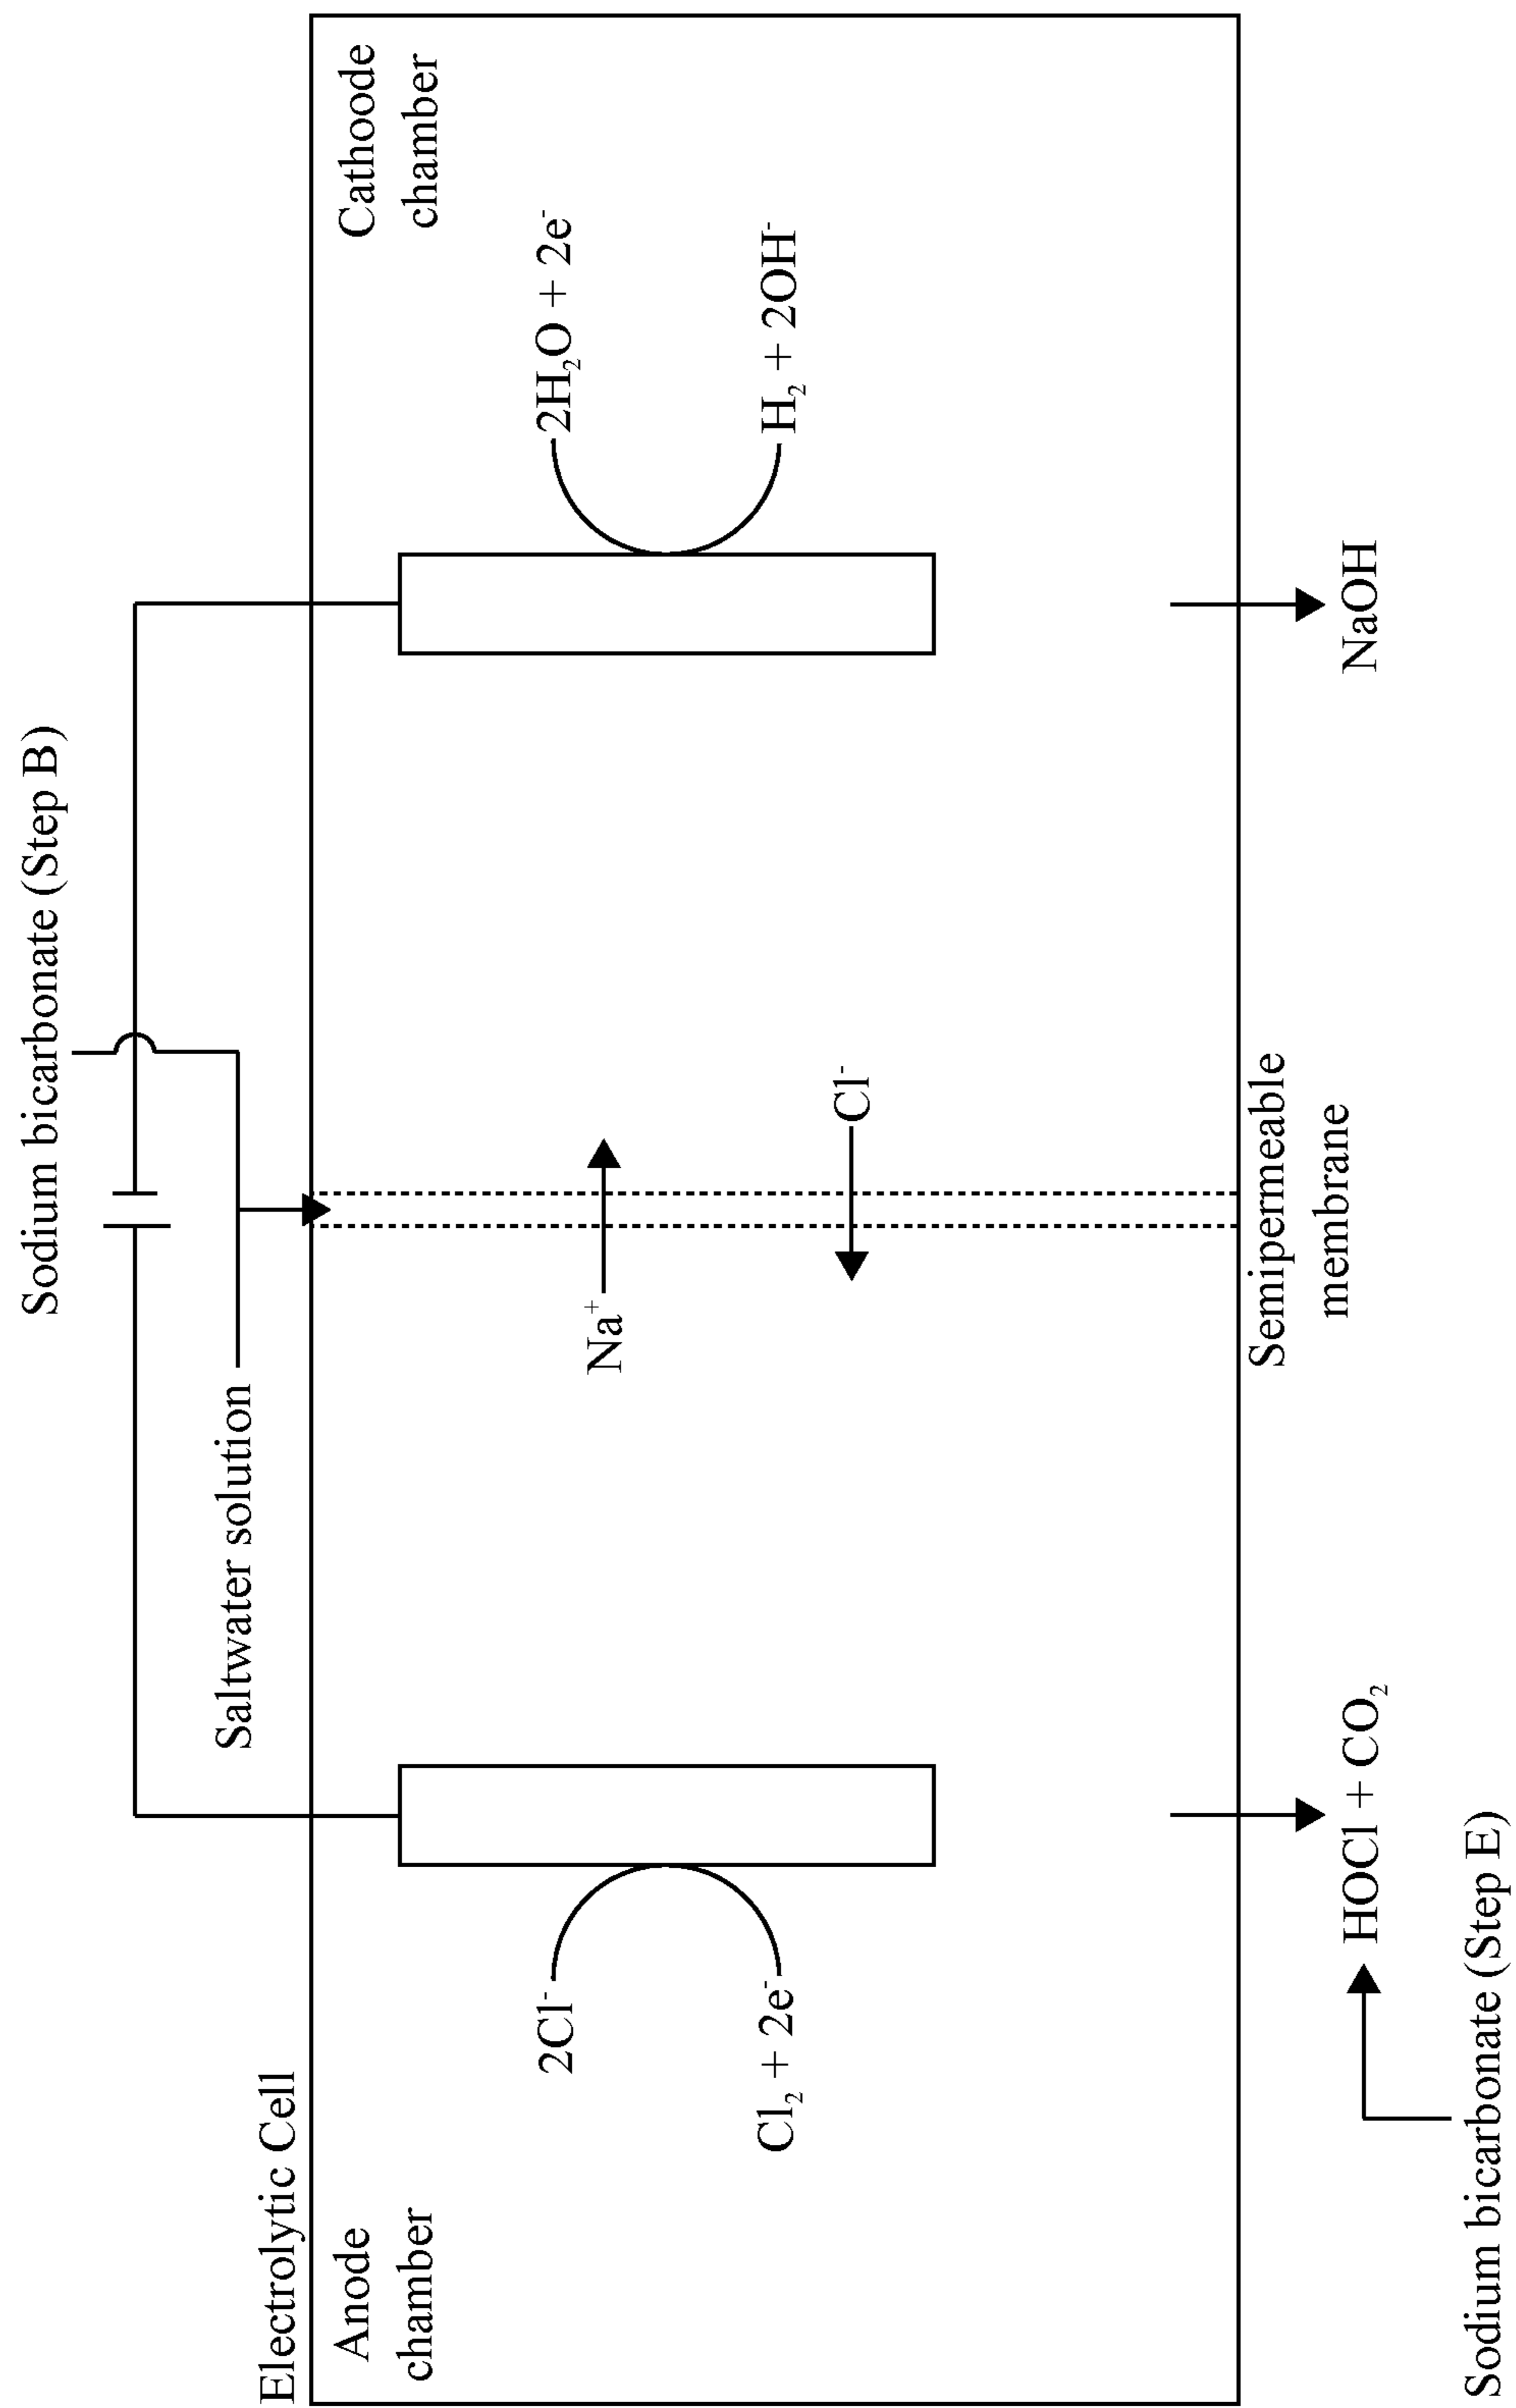 Sodium bicarbonate (Step B)
Saltwater solution
Electrolytic Cell
Anode
chamber
Cathoode
chamber
2Cl⁻
Cl₂ + 2e⁻
Na⁺
Cl⁻
2H₂O + 2e⁻
H₂ + 2OH⁻
Semipermeable
membrane
HOCl + CO₂
NaOH
Sodium bicarbonate (Step E)